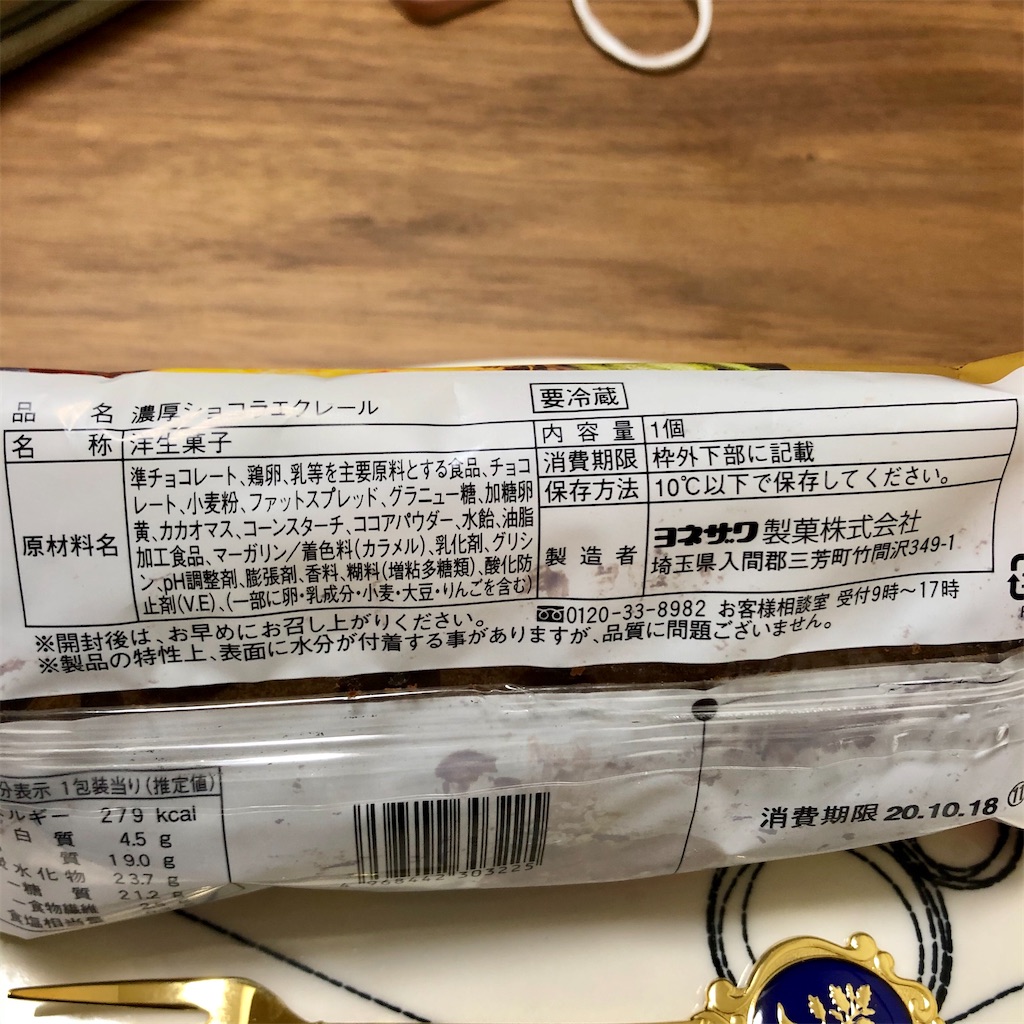 品 名 濃厚ショコラエクレール
名 称 洋生菓子
原材料名
準チョコレート、鶏卵、乳等を主要原料とする食品、チョコ
レート、小麦粉、ファットスプレッド、グラニュー糖、加糖卵
黄、カカオマス、コーンスターチ、ココアパウダー、水飴、油脂
加工食品、マーガリン/着色料(カラメル)、乳化剤、グリシ
ン、pH調整剤、膨張剤、香料、糊料(増粘多糖類)、酸化防
止剤(V.E)、(一部に卵・乳成分・小麦・大豆・りんごを含む)
要冷蔵
内容量 1個
消費期限 枠外下部に記載
保存方法 10℃以下で保存してください。
製造者
ヨネザワ製菓株式会社
埼玉県入間郡三芳町竹間沢349-1
0120-33-8982 お客様相談室 受付9時〜17時
※開封後は、お早めにお召し上がりください。
※製品の特性上、表面に水分が付着する事がありますが、品質に問題ございません。
分表示 1包装当り(推定値)
ルギー 279 kcal
白 質 4.5 g
質 19.0 g
水化物 23.7 g
ー糖 質 21.2 g
ー食物繊維
食塩相当量
消費期限 20.10.18